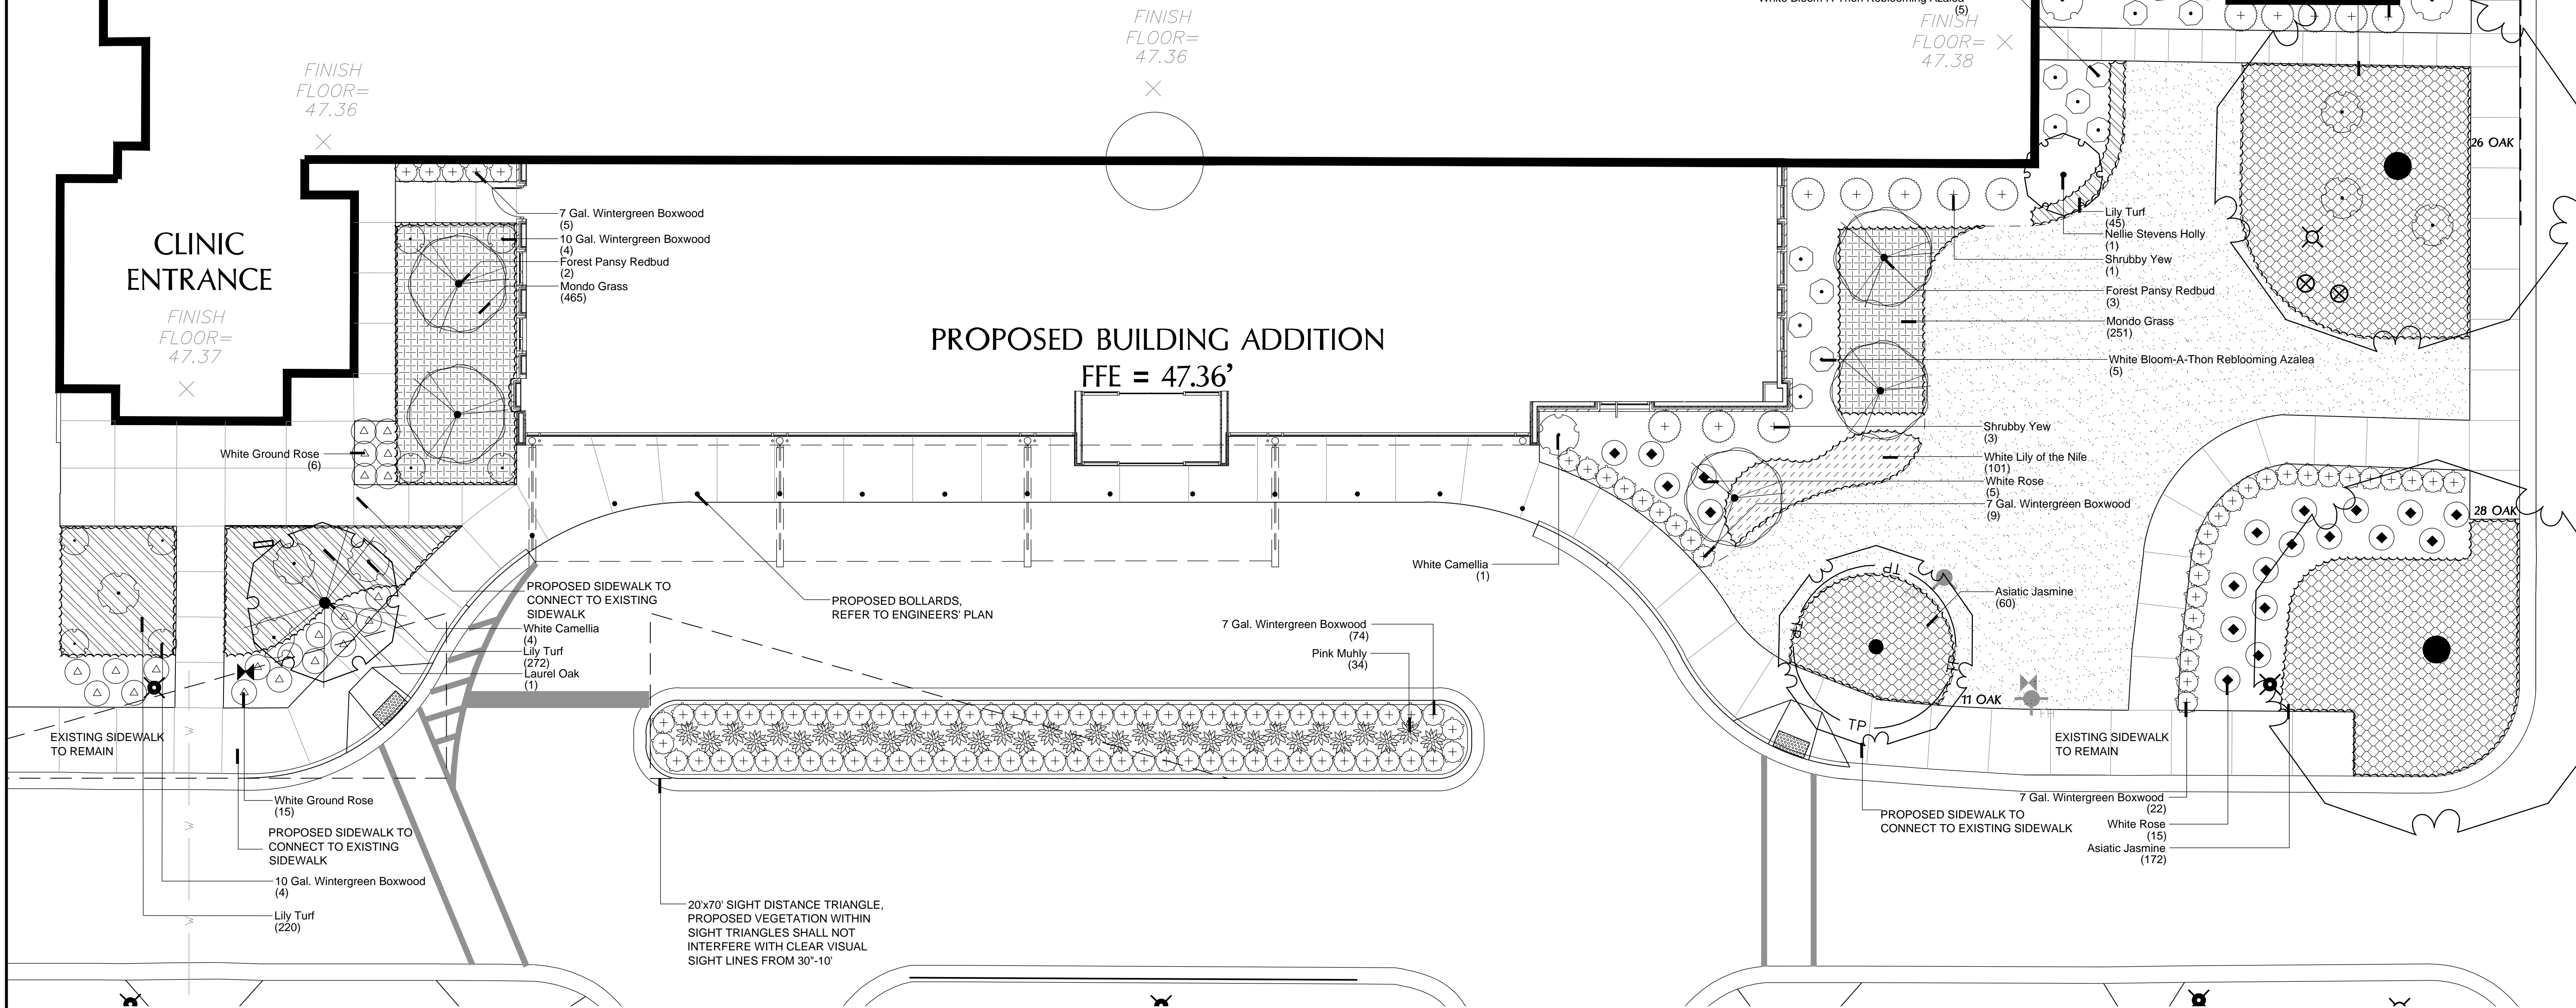 White Bloom-A-Thon Reblooming Azalea
(5)
FINISH
FLOOR=
47.36
FINISH
FLOOR=
47.36
FINISH
FLOOR=
47.38
26 OAK
CLINIC
ENTRANCE
FINISH
FLOOR=
47.37
7 Gal. Wintergreen Boxwood
(5)
10 Gal. Wintergreen Boxwood
(4)
Forest Pansy Redbud
(2)
Mondo Grass
(465)
PROPOSED BUILDING ADDITION
FFE = 47.36'
Lily Turf
(45)
Nellie Stevens Holly
(1)
Shrubby Yew
(1)
Forest Pansy Redbud
(3)
Mondo Grass
(251)
White Bloom-A-Thon Reblooming Azalea
(5)
White Ground Rose
(6)
Shrubby Yew
(3)
White Lily of the Nile
(101)
White Rose
(5)
7 Gal. Wintergreen Boxwood
(9)
28 OAK
White Camellia
(1)
PROPOSED SIDEWALK TO
CONNECT TO EXISTING
SIDEWALK
White Camellia
(4)
Lily Turf
(272)
Laurel Oak
(1)
PROPOSED BOLLARDS,
REFER TO ENGINEERS' PLAN
7 Gal. Wintergreen Boxwood
(74)
Pink Muhly
(34)
Asiatic Jasmine
(60)
TP
TP
TP
11 OAK
FH
EXISTING SIDEWALK
TO REMAIN
EXISTING SIDEWALK
TO REMAIN
W
W
W
White Ground Rose
(15)
PROPOSED SIDEWALK TO
CONNECT TO EXISTING
SIDEWALK
10 Gal. Wintergreen Boxwood
(4)
Lily Turf
(220)
20'x70' SIGHT DISTANCE TRIANGLE,
PROPOSED VEGETATION WITHIN
SIGHT TRIANGLES SHALL NOT
INTERFERE WITH CLEAR VISUAL
SIGHT LINES FROM 30"-10'
PROPOSED SIDEWALK TO
CONNECT TO EXISTING SIDEWALK
7 Gal. Wintergreen Boxwood
(22)
White Rose
(15)
Asiatic Jasmine
(172)